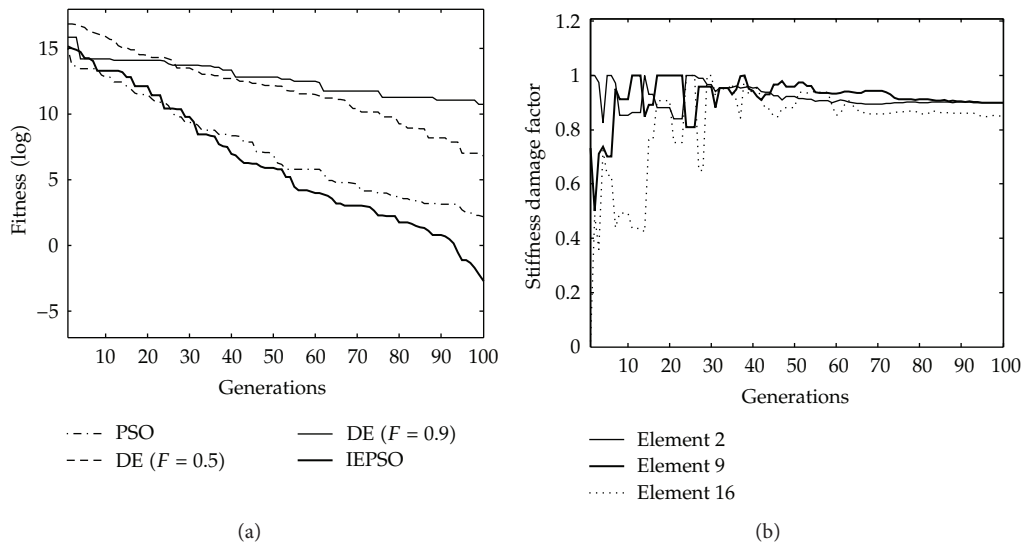 15
10
5
0
−5
Fitness (log)
10 20 30 40 50 60 70 80 90 100
Generations
PSO
DE (F = 0.5)
DE (F = 0.9)
IEPSO
(a)
1.2
1
0.8
0.6
0.4
0.2
0
Stiffness damage factor
10 20 30 40 50 60 70 80 90 100
Generations
Element 2
Element 9
Element 16
(b)